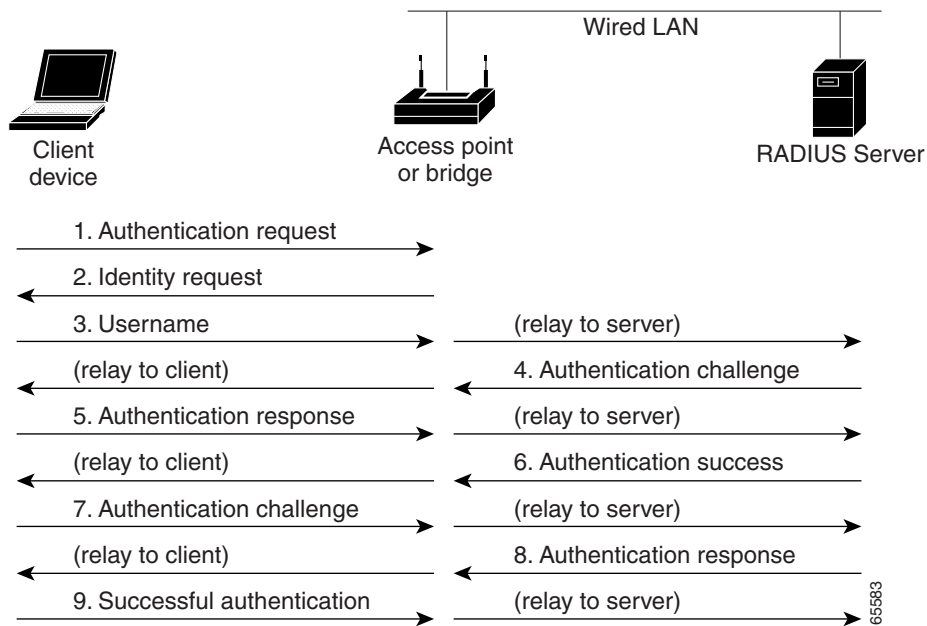 Wired LAN
Client
device
Access point
or bridge
RADIUS Server
1. Authentication request
2. Identity request
3. Username
(relay to server)
(relay to client)
4. Authentication challenge
5. Authentication response
(relay to server)
(relay to client)
6. Authentication success
7. Authentication challenge
(relay to server)
(relay to client)
8. Authentication response
9. Successful authentication
(relay to server)
65583